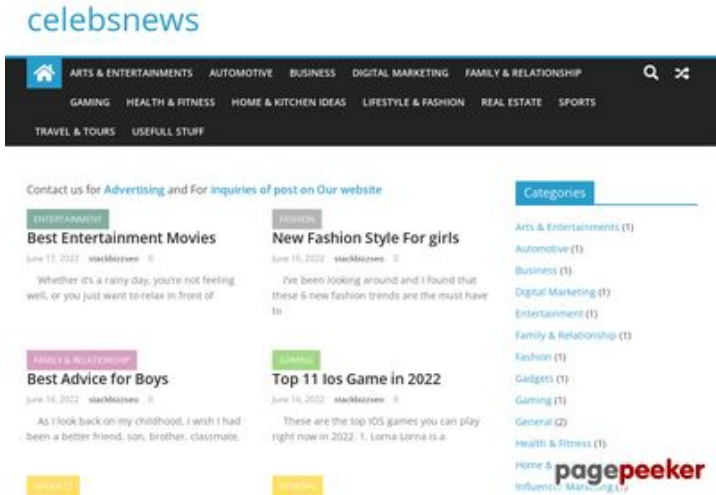 celebsnews
ARTS & ENTERTAINMENTS AUTOMOTIVE BUSINESS DIGITAL MARKETING FAMILY & RELATIONSHIP
GAMING HEALTH & FITNESS HOME & KITCHEN IDEAS LIFESTYLE & FASHION REAL ESTATE SPORTS
TRAVEL & TOURS USEFULL STUFF
Contact us for Advertising and For inquiries of post on Our website
ENTERTAINMENT
Best Entertainment Movies
June 17, 2022 stackbizzseo 0
Whether it's a rainy day, you're not feeling
well, or you just want to relax in front of
FASHION
New Fashion Style For girls
June 16, 2022 stackbizzseo 0
I've been looking around and I found that
these 6 new fashion trends are the must have
to
FAMILY & RELATIONSHIP
Best Advice for Boys
June 16, 2022 stackbizzseo 0
As I look back on my childhood, I wish I had
been a better friend, son, brother, classmate,
GAMING
Top 11 Ios Game in 2022
June 16, 2022 stackbizzseo 0
These are the top IOS games you can play
right now in 2022. 1. Lorna Lorna is a
GADGETS
GENERAL
Categories
Arts & Entertainments (1)
Automotive (1)
Business (1)
Digital Marketing (1)
Entertainment (1)
Family & Relationship (1)
Fashion (1)
Gadgets (1)
Gaming (1)
General (2)
Health & Fitness (1)
Home &
Influencer Marketing (1)
pagepeeker